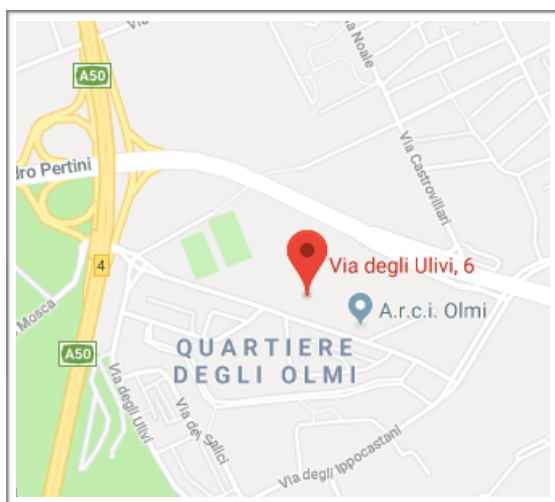 A50
Via Noale
Via Castrovillari
dro Pertini
Via degli Ulivi, 6
4
A.r.c.i. Olmi
Mosca
A50
QUARTIERE
DEGLI OLMI
Via degli Ulivi
Via dei Salici
Via degli Ippocastani